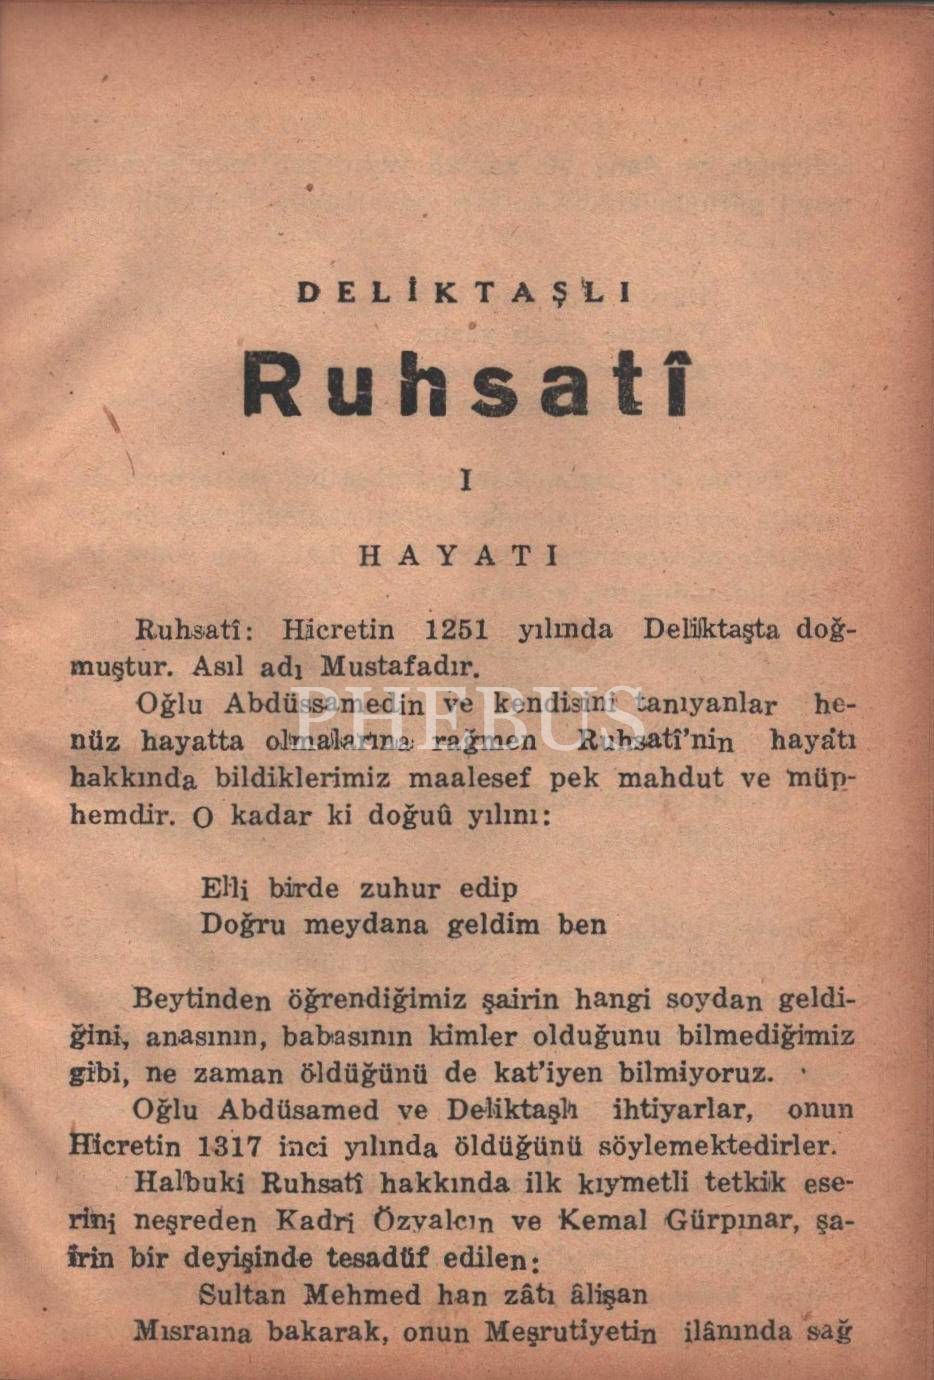 DELİKTAŞLI
Ruhsatî
I
HAYATI
Ruhsatî: Hicretin 1251 yılında Deliktaşta doğ-
muştur. Asıl adı Mustafadır.
Oğlu Abdüssamedin ve kendisini tanıyanlar he-
nüz hayatta olmalarına rağmen Ruhsatî'nin hayatı
hakkında bildiklerimiz maalesef pek mahdut ve müp-
hemdir. O kadar ki doğuû yılını:
Elli birde zuhur edip
Doğru meydana geldim ben
Beytinden öğrendiğimiz şairin hangi soydan geldi-
ğini, anasının, babasının kimler olduğunu bilmediğimiz
gibi, ne zaman öldüğünü de kat'iyen bilmiyoruz.
Oğlu Abdüsamed ve Deliktaşlı ihtiyarlar, onun
Hicretin 1317 inci yılında öldüğünü söylemektedirler.
Halbuki Ruhsatî hakkında ilk kıymetli tetkik ese-
rini neşreden Kadri Özyalcın ve Kemal Gürpınar, şa-
irin bir deyişinde tesadüf edilen:
Sultan Mehmed han zâtı âlişan
Mısraına bakarak, onun Meşrutiyetin ilânında sağ
PHEBUS